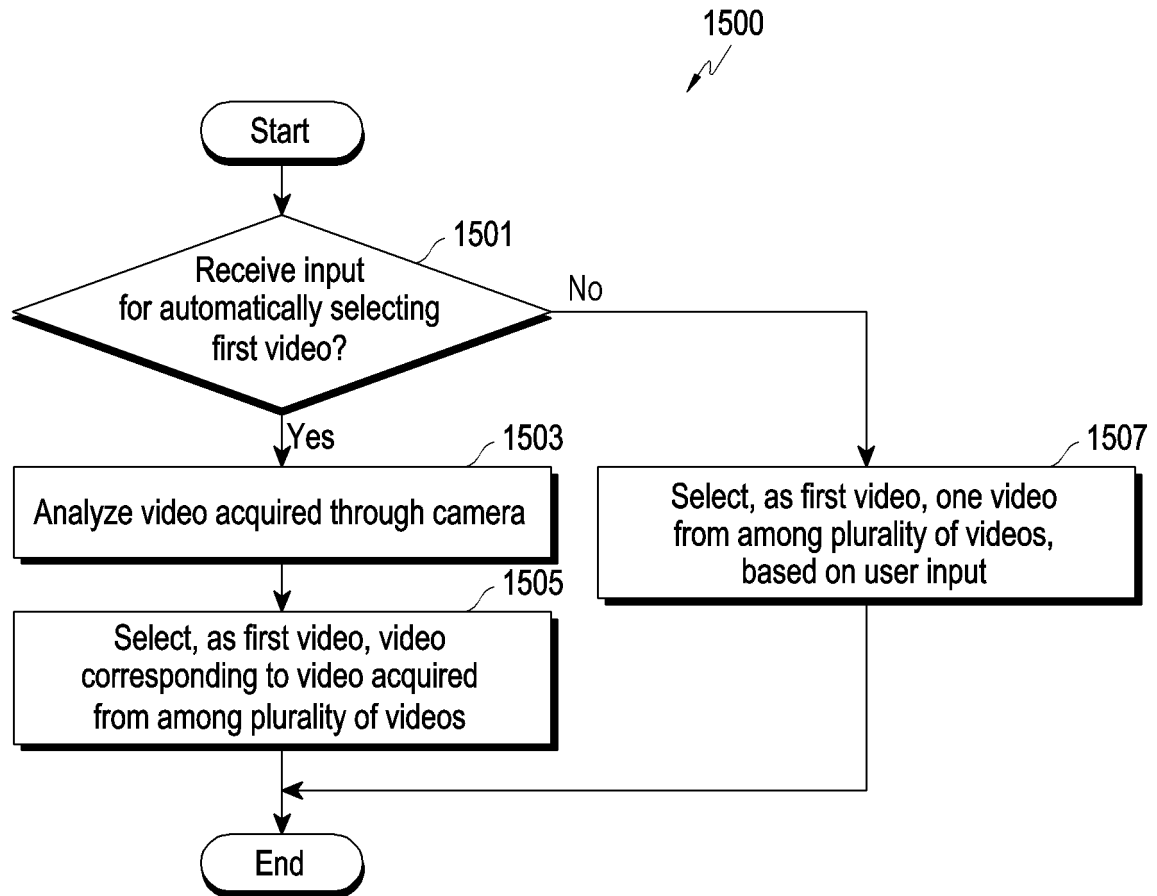 1500
Start
1501
Receive input
for automatically selecting
first video?
No
Yes
1503
Analyze video acquired through camera
1507
Select, as first video, one video
from among plurality of videos,
based on user input
1505
Select, as first video, video
corresponding to video acquired
from among plurality of videos
End